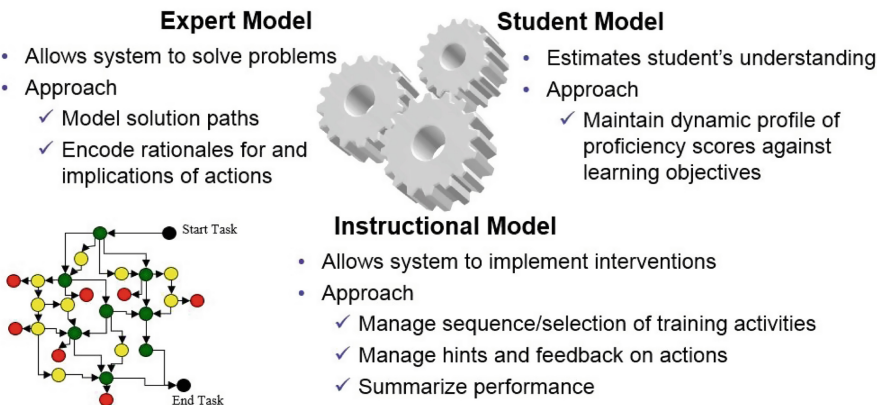 Expert Model
• Allows system to solve problems
• Approach
✓ Model solution paths
✓ Encode rationales for and
implications of actions
Student Model
• Estimates student's understanding
• Approach
✓ Maintain dynamic profile of
proficiency scores against
learning objectives
Start Task
End Task
Instructional Model
• Allows system to implement interventions
• Approach
✓ Manage sequence/selection of training activities
✓ Manage hints and feedback on actions
✓ Summarize performance